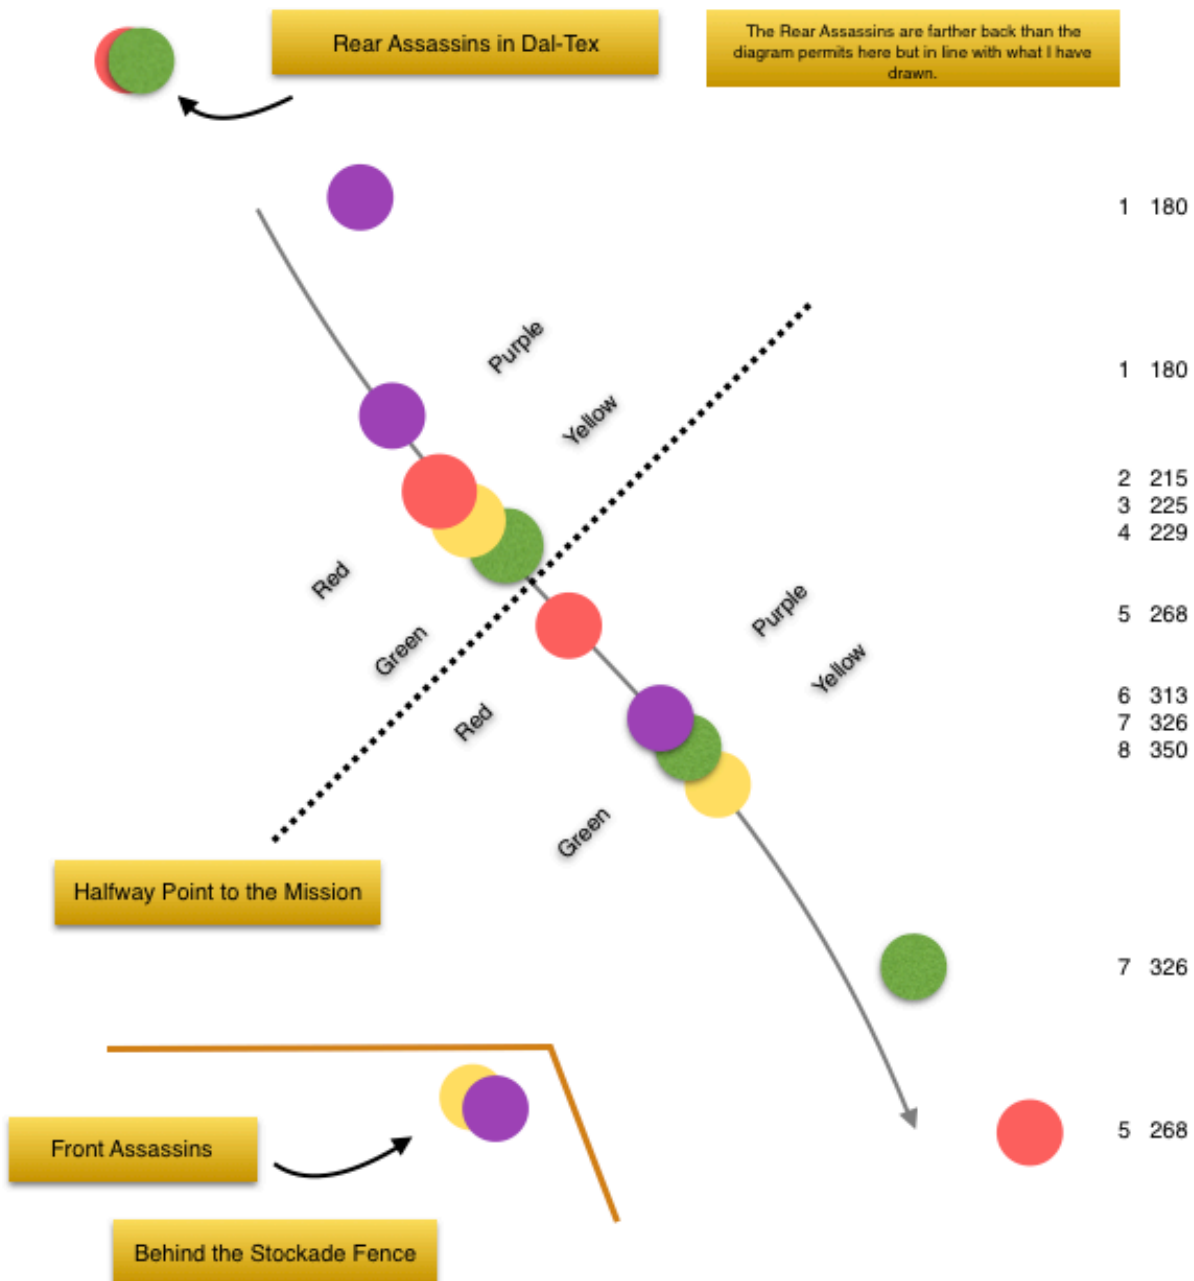 Rear Assassins in Dal-Tex
The Rear Assassins are farther back than the
diagram permits here but in line with what I have
drawn.
1 180
Purple
1 180
Yellow
2 215
3 225
4 229
Red
Purple
5 268
Green
Yellow
6 313
Red
7 326
8 350
Green
Halfway Point to the Mission
7 326
5 268
Front Assassins
Behind the Stockade Fence